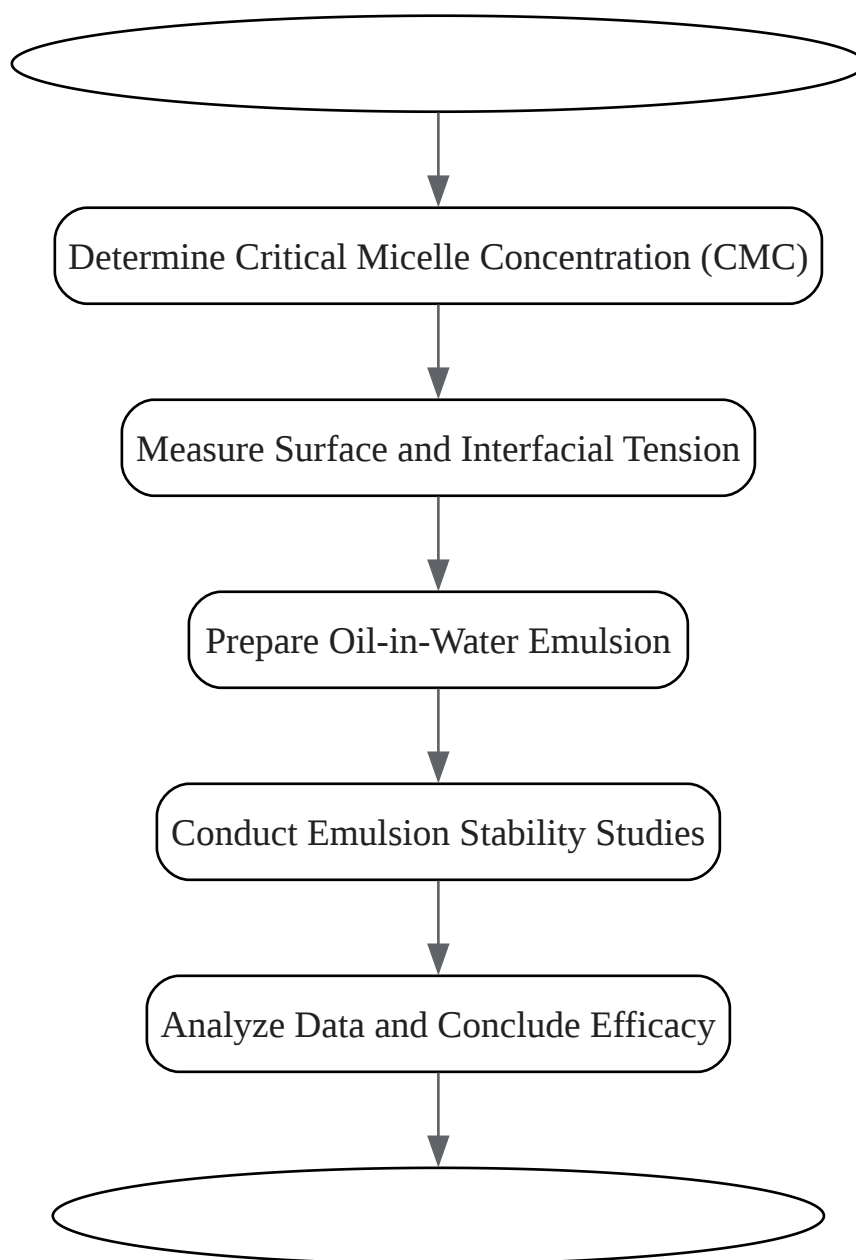 Determine Critical Micelle Concentration (CMC)
Measure Surface and Interfacial Tension
Prepare Oil-in-Water Emulsion
Conduct Emulsion Stability Studies
Analyze Data and Conclude Efficacy